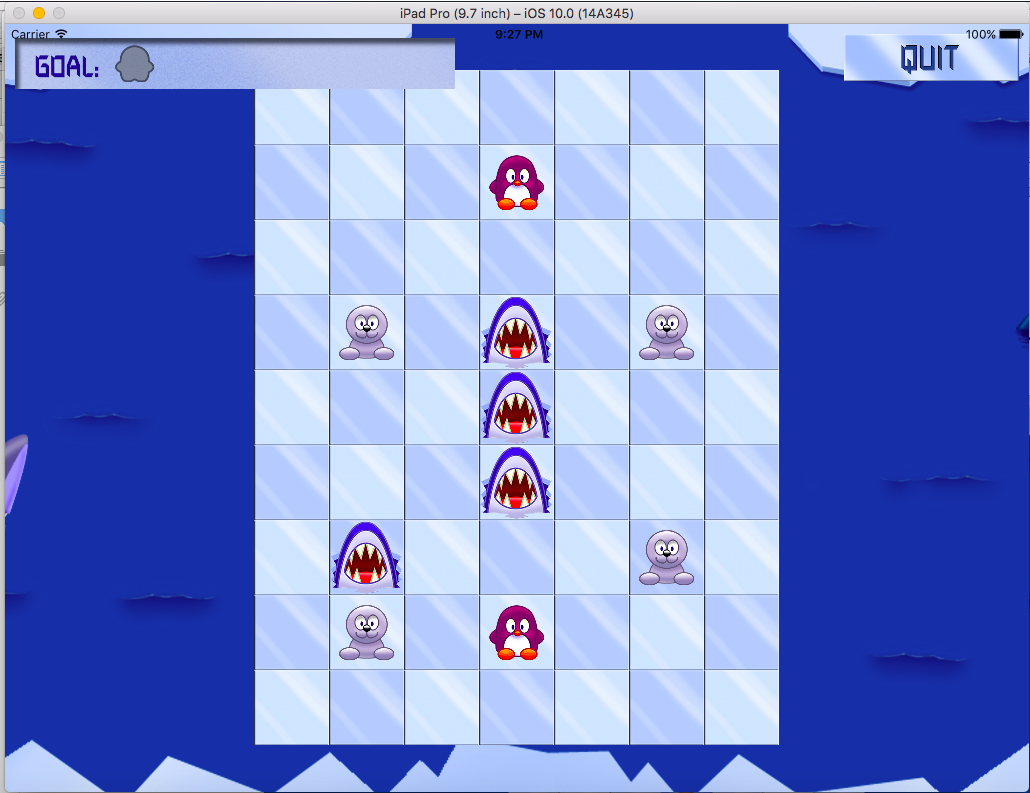 iPad Pro (9.7 inch) – iOS 10.0 (14A345)
Carrier 9:27 PM 100%
GOAL: QUIT